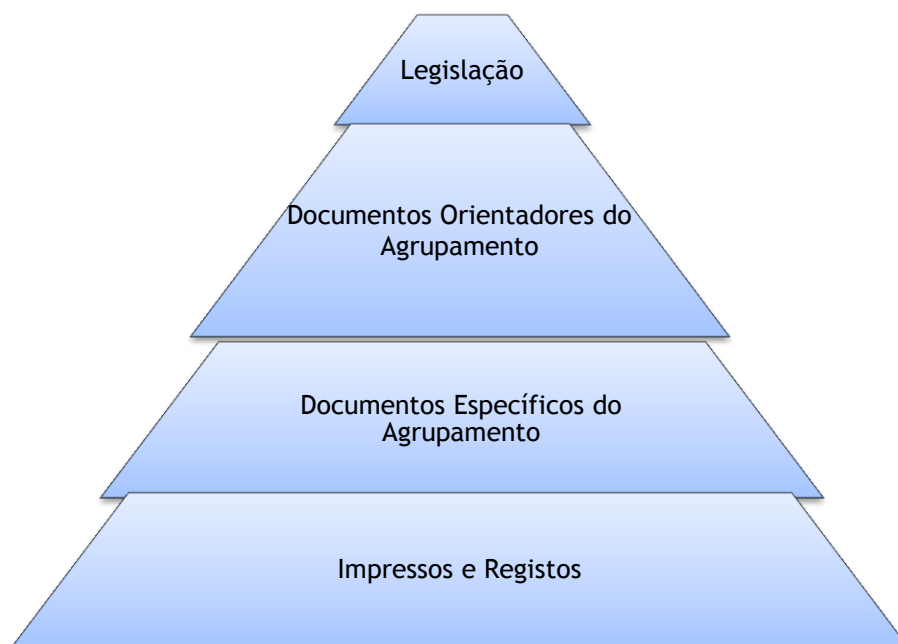 Legislação
Documentos Orientadores do
Agrupamento
Documentos Específicos do
Agrupamento
Impressos e Registos